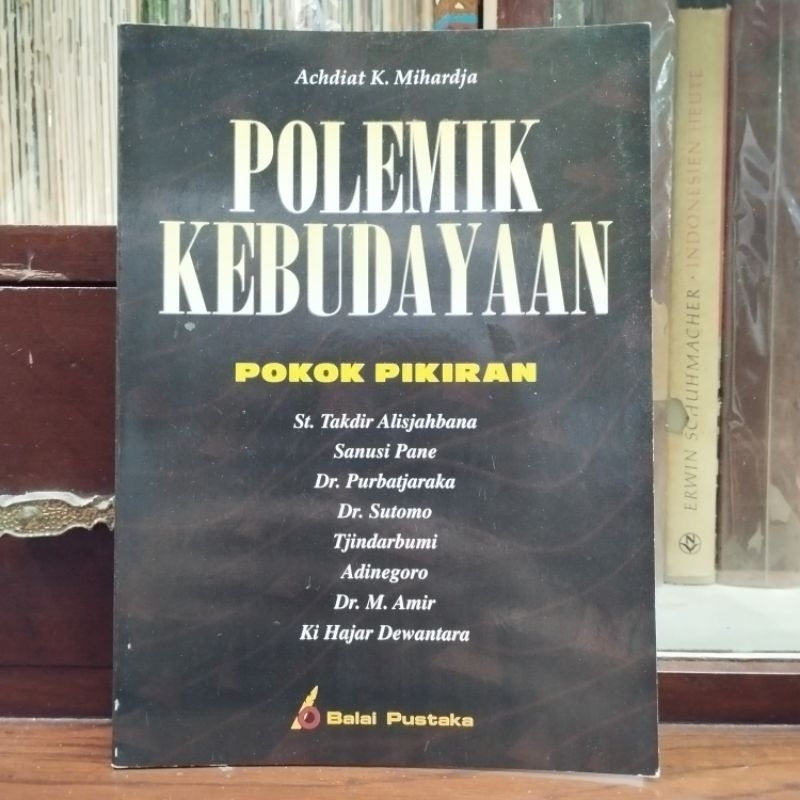 Achdiat K. Mihardja
POLEMIK
KEBUDAYAAN
POKOK PIKIRAN
St. Takdir Alisjahbana
Sanusi Pane
Dr. Purbatjaraka
Dr. Sutomo
Tjindarbumi
Adinegoro
Dr. M. Amir
Ki Hajar Dewantara
Balai Pustaka
ERWIN SCHUHMACHER · INDONESIEN HEUTE